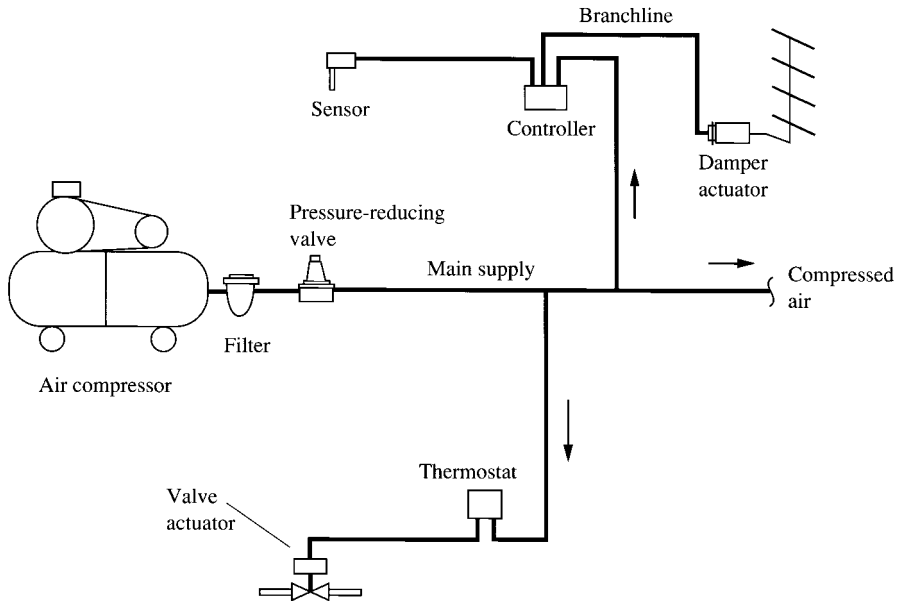 Branchline
Sensor
Controller
Damper
actuator
Pressure-reducing
valve
Main supply
Compressed
air
Filter
Air compressor
Thermostat
Valve
actuator